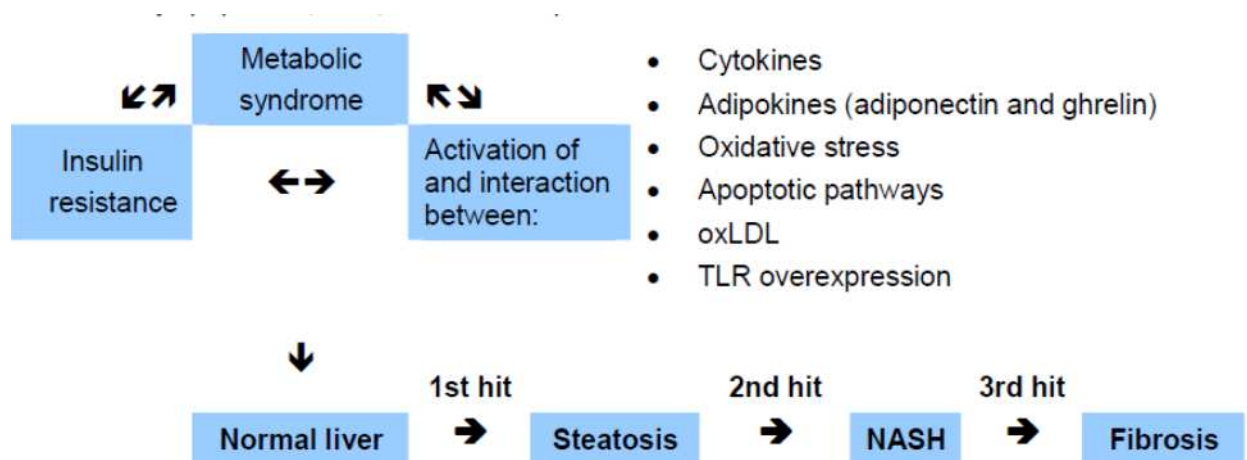 Metabolic
syndrome
Insulin
resistance
Activation of
and interaction
between:
• Cytokines
• Adipokines (adiponectin and ghrelin)
• Oxidative stress
• Apoptotic pathways
• oxLDL
• TLR overexpression
1st hit
2nd hit
3rd hit
Normal liver
Steatosis
NASH
Fibrosis